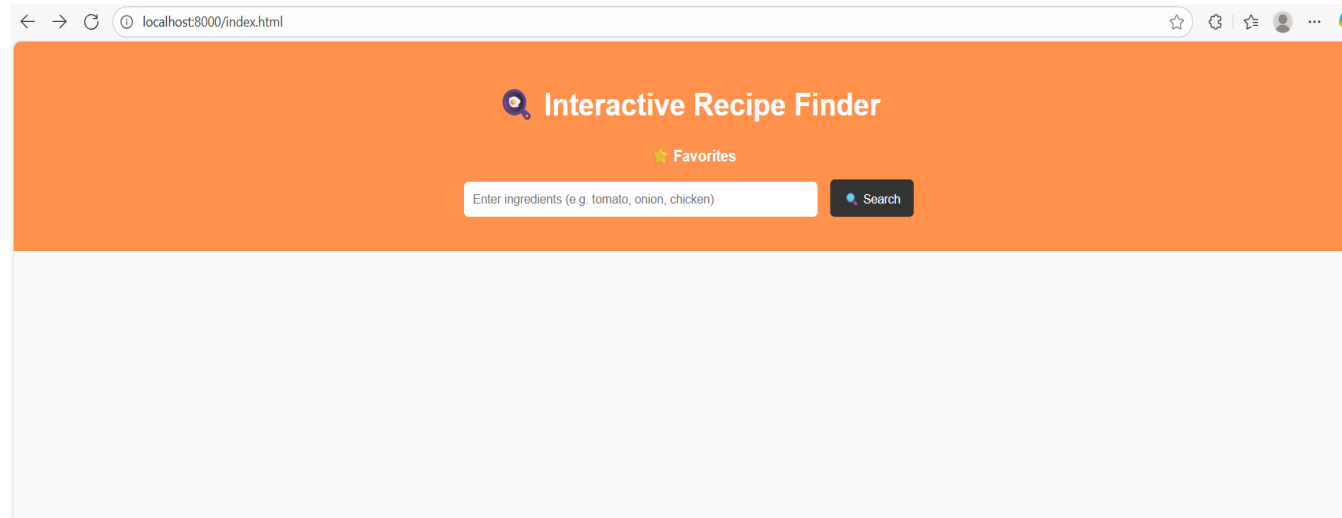 localhost:8000/index.html
Interactive Recipe Finder
Favorites
Enter ingredients (e.g. tomato, onion, chicken)
Search